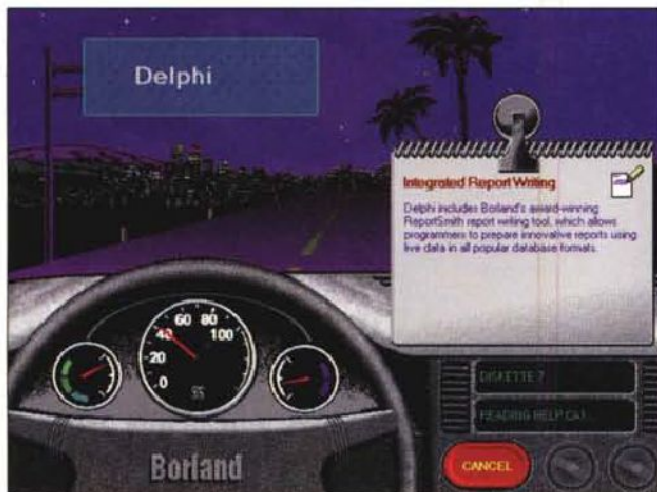 Delphi
Integrated Report Writing
Delphi includes Borland's award-winning
ReportSmith report writing tool, which allows
programmers to prepare innovative reports using
live data in all popular database formats.
60 80
40 100
20
0
55
DISKETTE 7
READING HELP.CA1
CANCEL
Borland